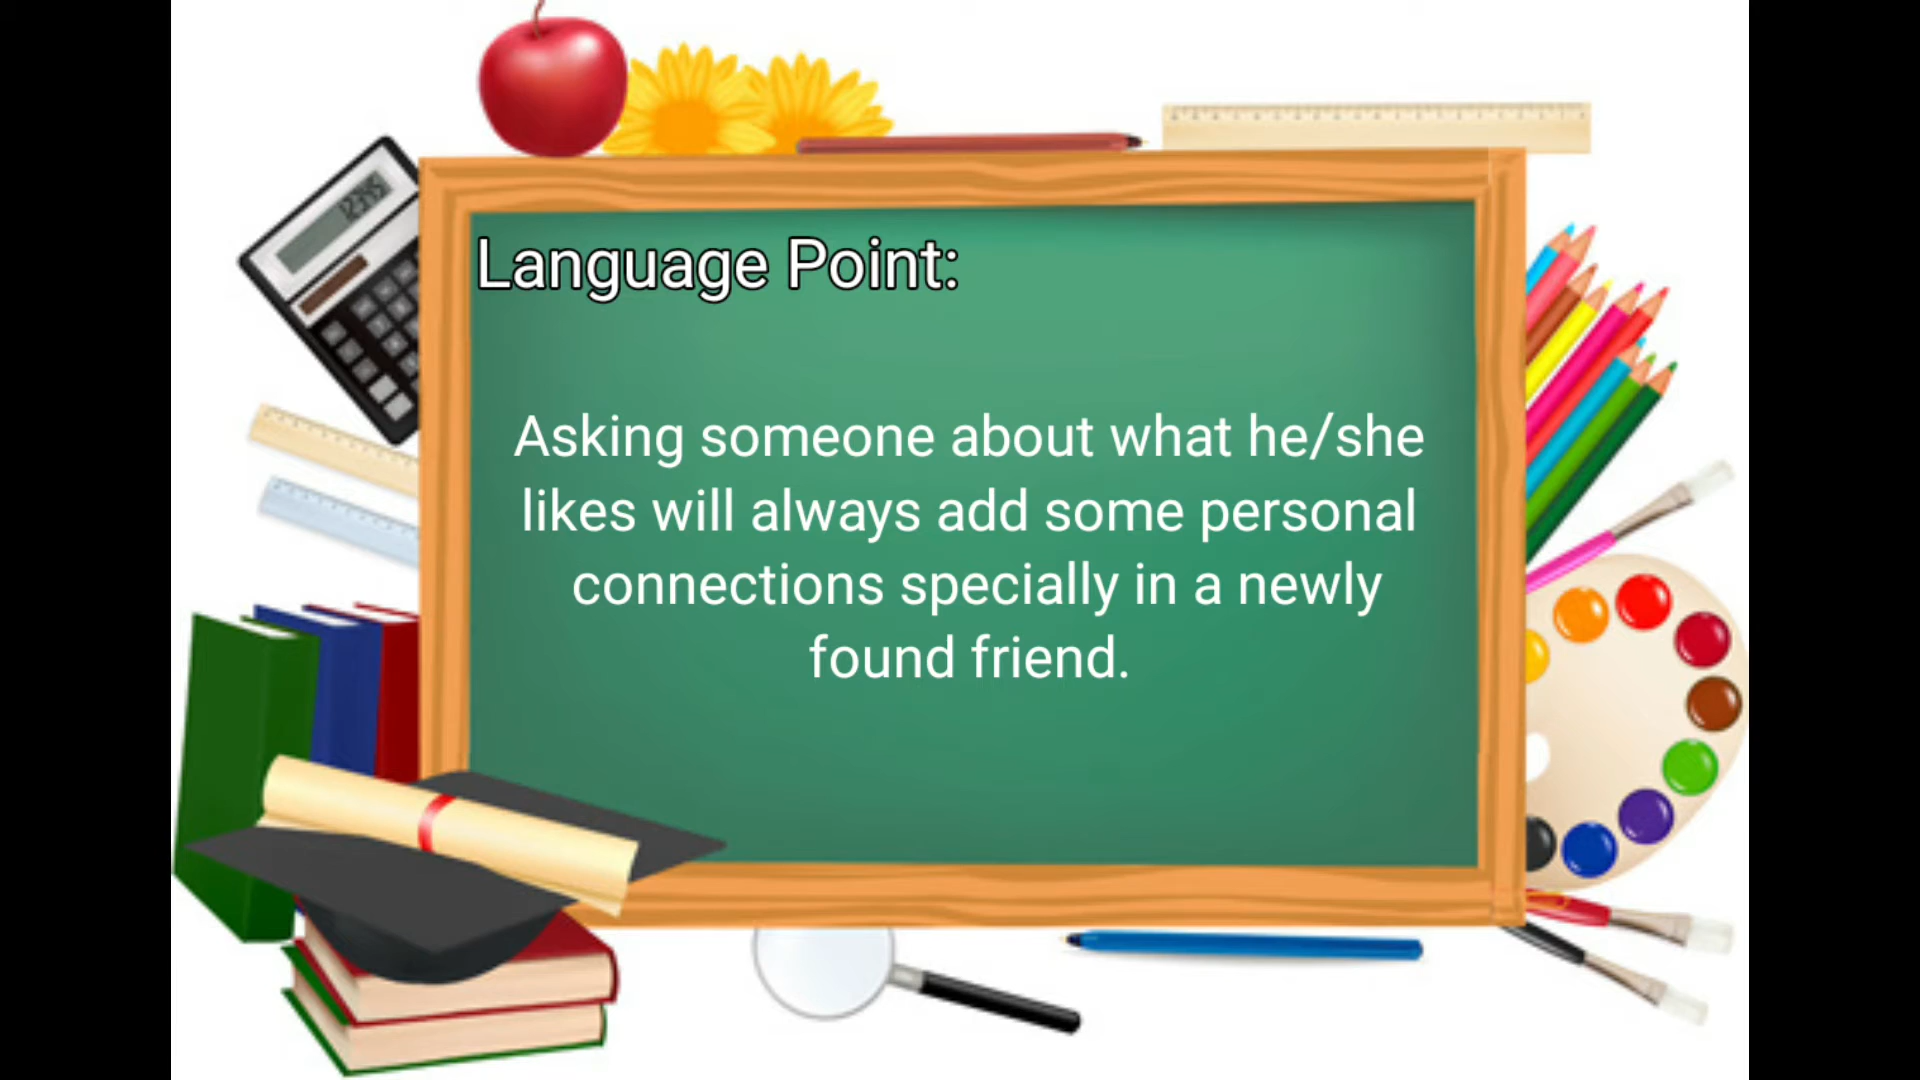 Language Point:
Asking someone about what he/she
likes will always add some personal
connections specially in a newly
found friend.
12345